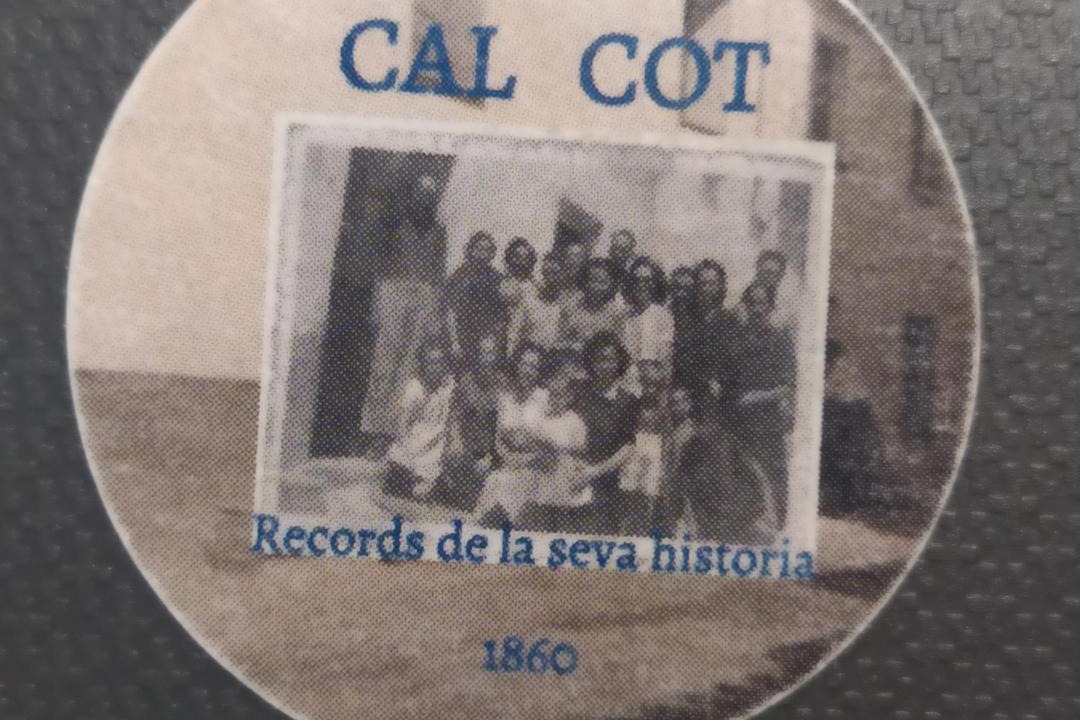 CAL COT
Records de la seva historia
1860